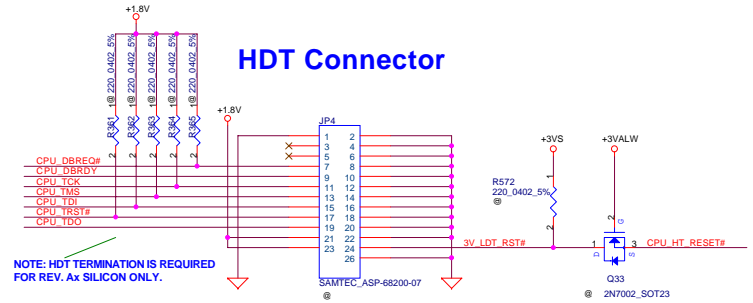 +1.8V
HDT Connector
1@ 220_0402_5%
1@ 220_0402_5%
1@ 220_0402_5%
1@ 220_0402_5%
@ 220_0402_5%
R361
R362
R363
R364
R365
2
2
2
2
2
+1.8V
JP4
1 2
3 4
5 6
7 8
9 10
11 12
13 14
15 16
17 18
19 20
21 22
23 24
26
SAMTEC_ASP-68200-07
@
CPU_DBREQ#
CPU_DBRDY
CPU_TCK
CPU_TMS
CPU_TDI
CPU_TRST#
CPU_TDO
NOTE: HDT TERMINATION IS REQUIRED
FOR REV. Ax SILICON ONLY.
+3VS
+3VALW
R572
220_0402_5%
@
1
2
3V_LDT_RST#
2
G
1
D
S
3
CPU_HT_RESET#
Q33
@ 2N7002_SOT23